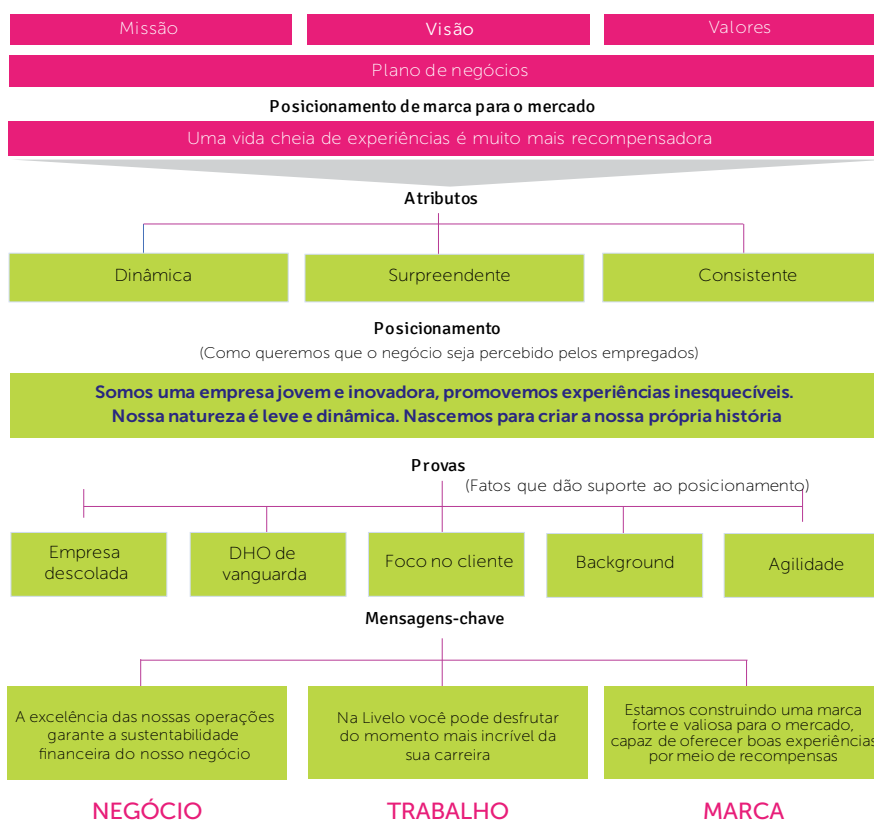 Missão
Visão
Valores
Plano de negócios
Posicionamento de marca para o mercado
Uma vida cheia de experiências é muito mais recompensadora
Atributos
Dinâmica
Surpreendente
Consistente
Posicionamento
(Como queremos que o negócio seja percebido pelos empregados)
Somos uma empresa jovem e inovadora, promovemos experiências inesquecíveis.
Nossa natureza é leve e dinâmica. Nascemos para criar a nossa própria história
Provas
(Fatos que dão suporte ao posicionamento)
Empresa
descolada
DHO de
vanguarda
Foco no cliente
Background
Agilidade
Mensagens-chave
A excelência das nossas operações
garante a sustentabilidade
financeira do nosso negócio
Na Livelo você pode desfrutar
do momento mais incrível da
sua carreira
Estamos construindo uma marca
forte e valiosa para o mercado,
capaz de oferecer boas experiências
por meio de recompensas
NEGÓCIO
TRABALHO
MARCA